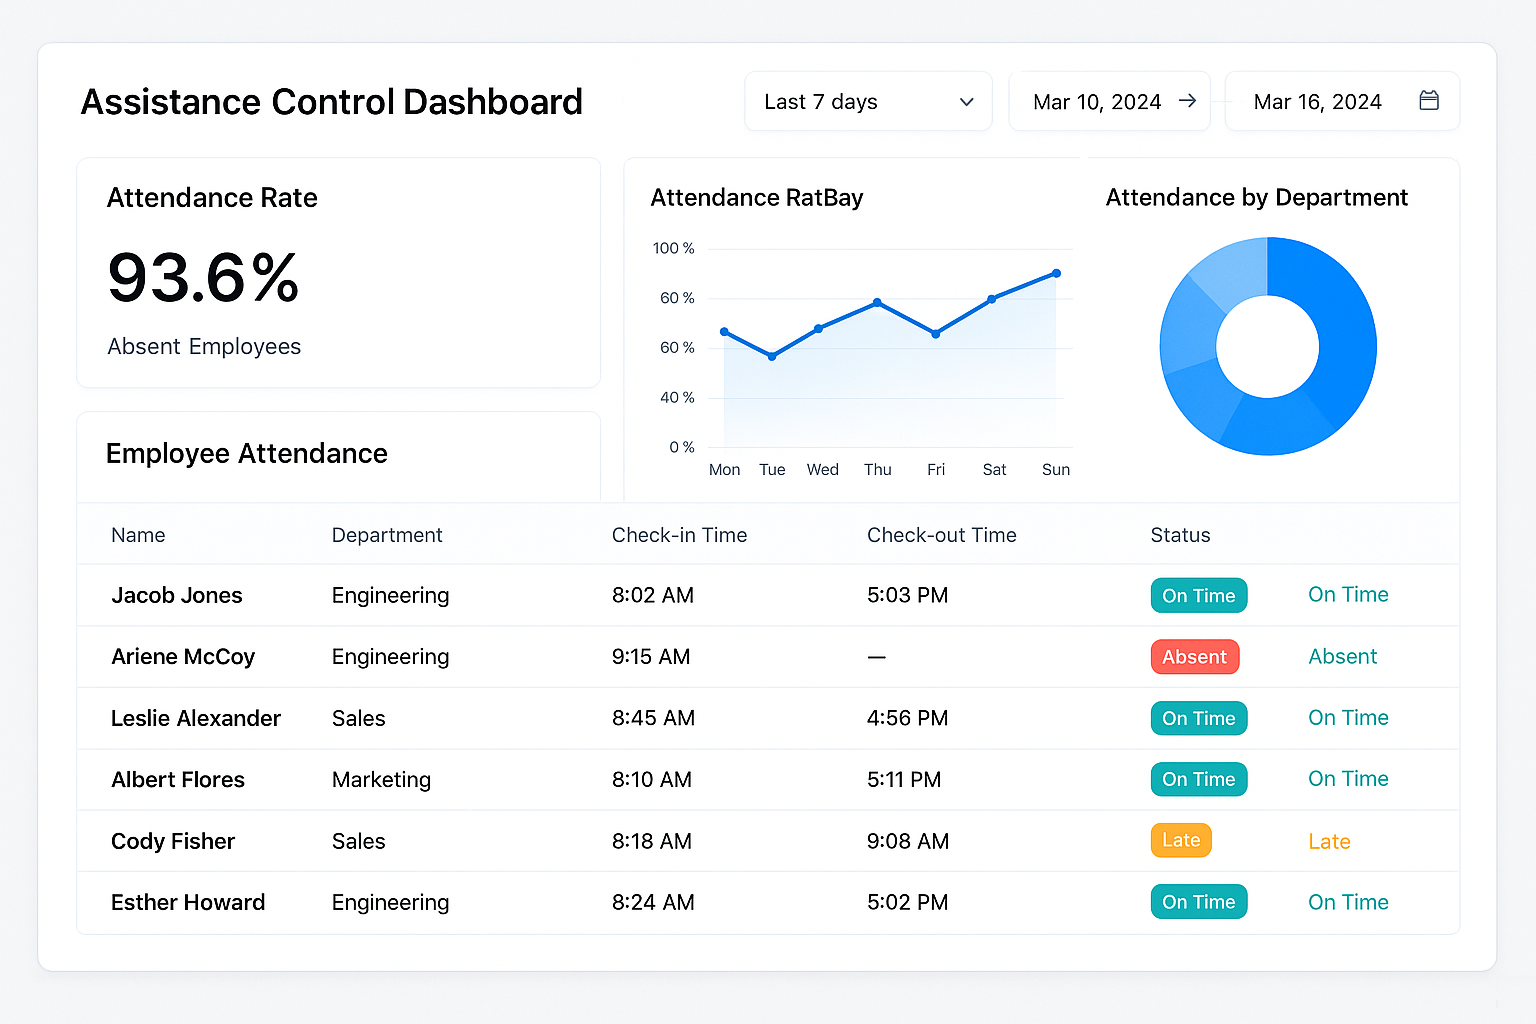 Assistance Control Dashboard
Last 7 days
Mar 10, 2024 → Mar 16, 2024
Attendance Rate
93.6%
Absent Employees
Attendance RatBay
100 %
60 %
60 %
40 %
0 %
Mon Tue Wed Thu Fri Sat Sun
Attendance by Department
Employee Attendance
Name Department Check-in Time Check-out Time Status
Jacob Jones Engineering 8:02 AM 5:03 PM On Time On Time
Ariene McCoy Engineering 9:15 AM — Absent Absent
Leslie Alexander Sales 8:45 AM 4:56 PM On Time On Time
Albert Flores Marketing 8:10 AM 5:11 PM On Time On Time
Cody Fisher Sales 8:18 AM 9:08 AM Late Late
Esther Howard Engineering 8:24 AM 5:02 PM On Time On Time